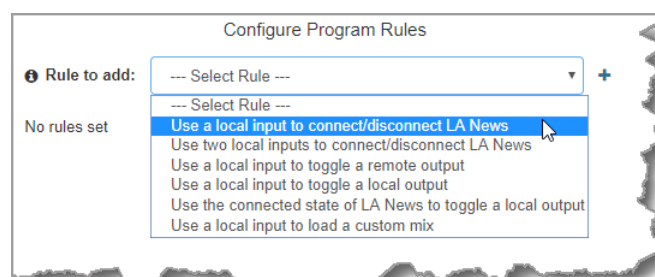 Configure Program Rules
Rule to add:
--- Select Rule ---
--- Select Rule ---
No rules set
Use a local input to connect/disconnect LA News
Use two local inputs to connect/disconnect LA News
Use a local input to toggle a remote output
Use a local input to toggle a local output
Use the connected state of LA News to toggle a local output
Use a local input to load a custom mix